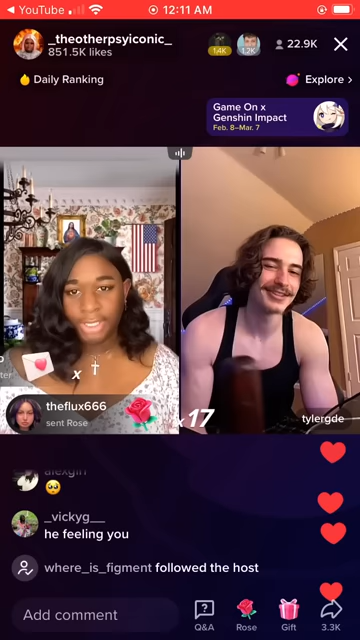 YouTube
12:11 AM
_theotherpsyiconic_
851.5K likes
1.4K
1.2K
22.9K
Daily Ranking
Explore
Game On x
Genshin Impact
Feb. 8–Mar. 7
x
theflux666
sent Rose
x17
tylergde
alexgirl
_vickyg__
he feeling you
where_is_figment followed the host
Add comment
Q&A
Rose
Gift
3.3K